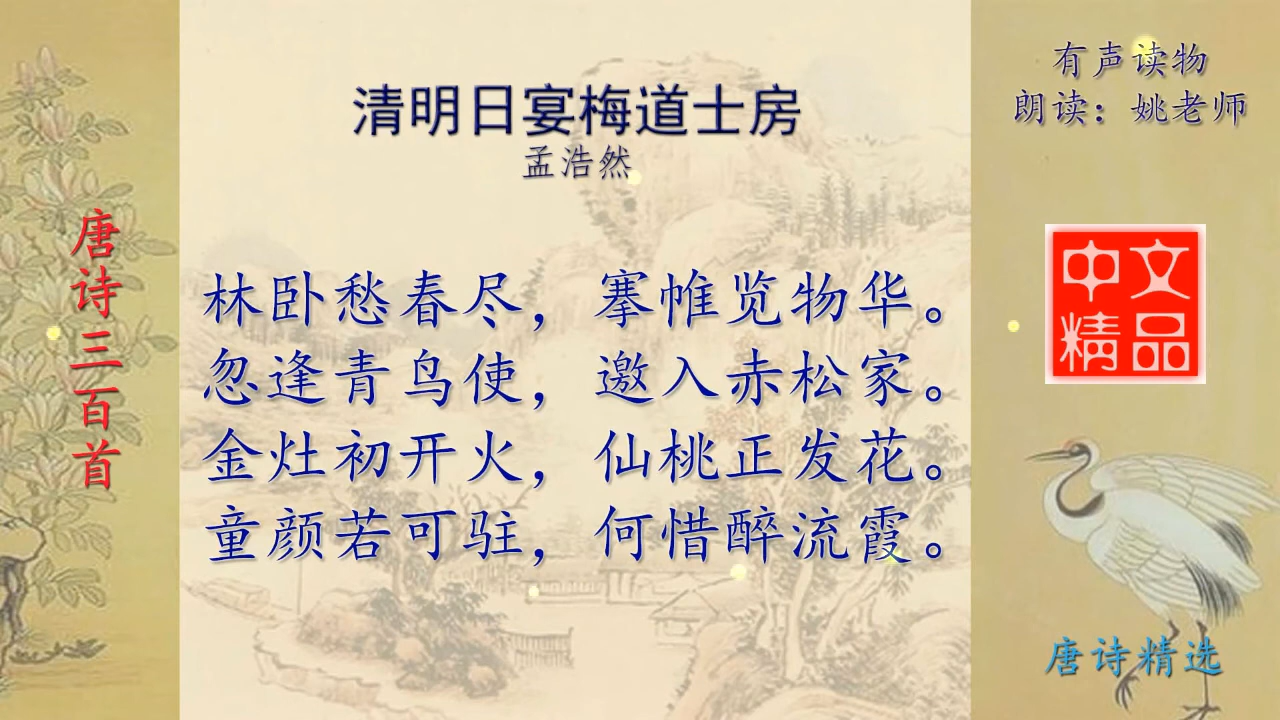 清明日宴梅道士房
孟浩然
林卧愁春尽，搴帷览物华。
忽逢青鸟使，邀入赤松家。
金灶初开火，仙桃正发花。
童颜若可驻，何惜醉流霞。
唐诗三百首
有声读物
朗读：姚老师
中文
精品
唐诗精选